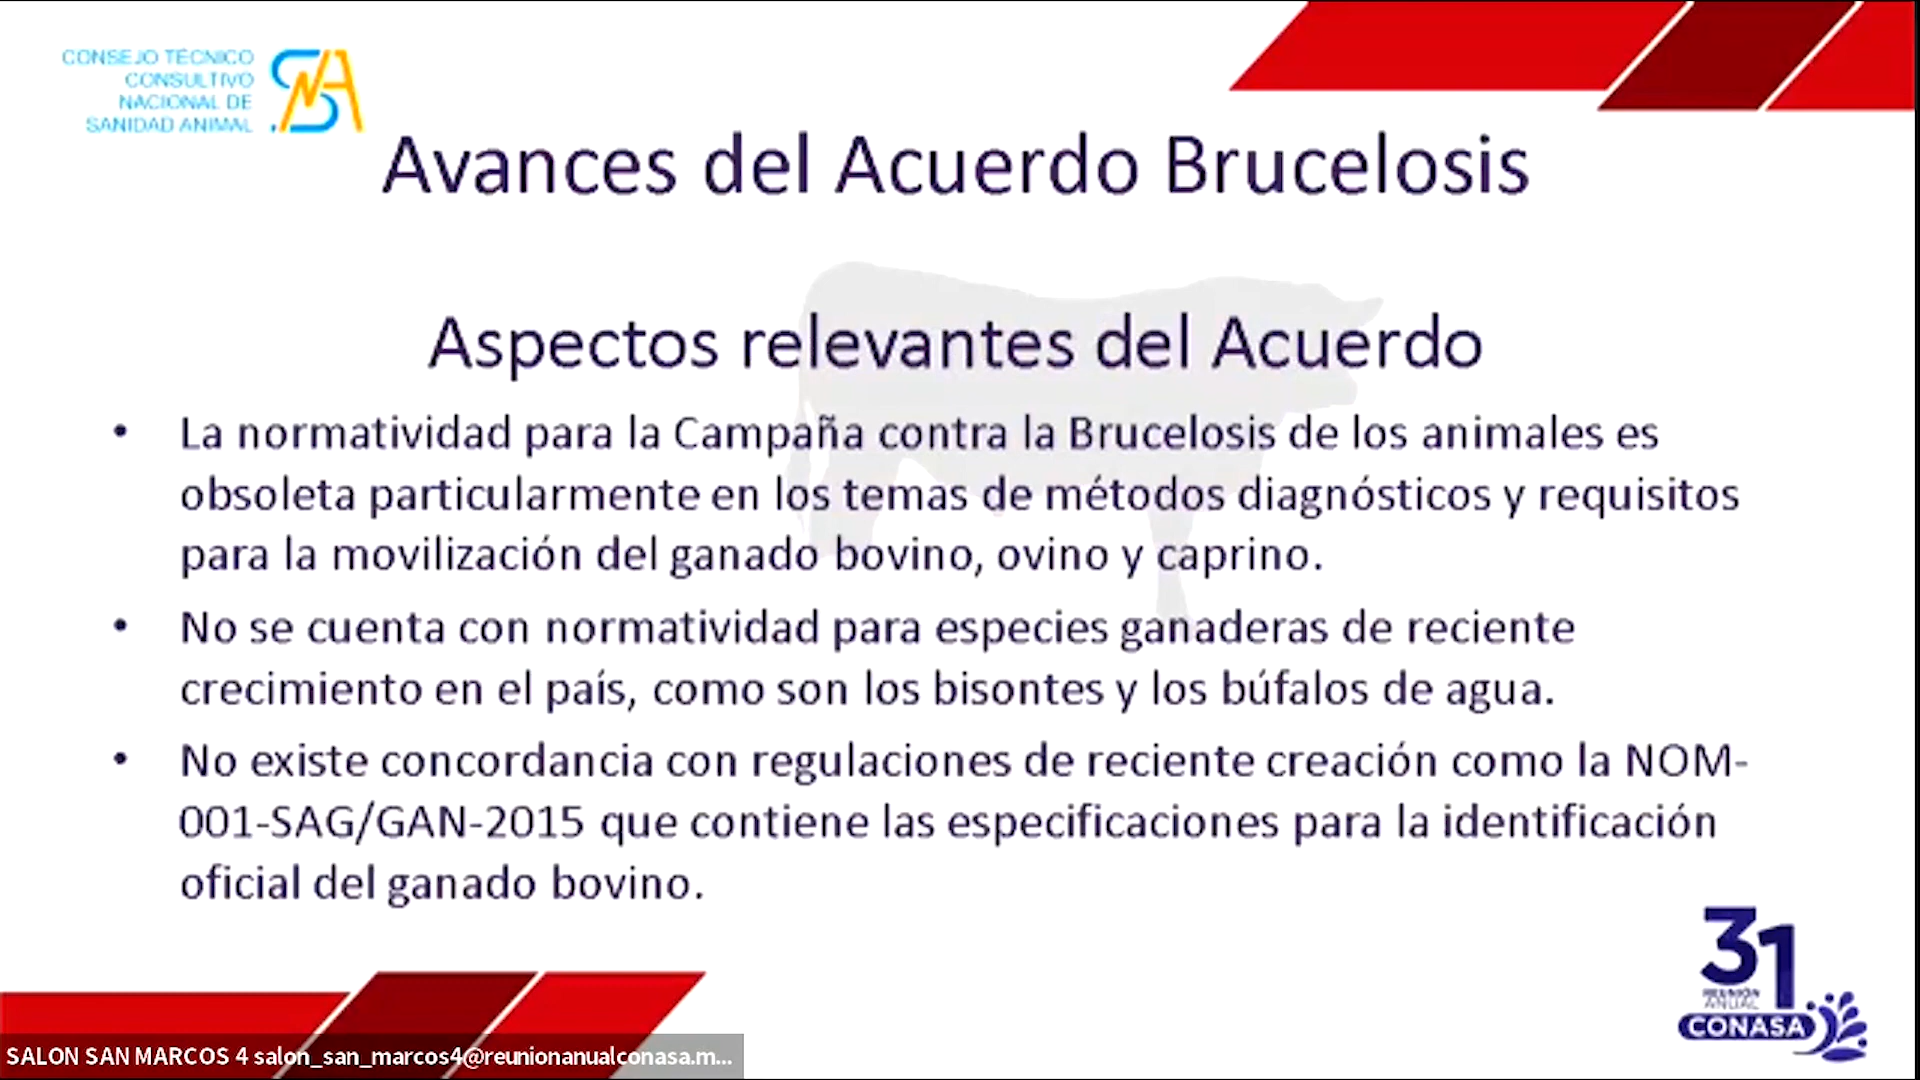 CONSEJO TÉCNICO
CONSULTIVO
NACIONAL DE
SANIDAD ANIMAL
Avances del Acuerdo Brucelosis
Aspectos relevantes del Acuerdo
• La normatividad para la Campaña contra la Brucelosis de los animales es
obsoleta particularmente en los temas de métodos diagnósticos y requisitos
para la movilización del ganado bovino, ovino y caprino.
• No se cuenta con normatividad para especies ganaderas de reciente
crecimiento en el país, como son los bisontes y los búfalos de agua.
• No existe concordancia con regulaciones de reciente creación como la NOM-
001-SAG/GAN-2015 que contiene las especificaciones para la identificación
oficial del ganado bovino.
31
REUNIÓN
ANUAL
CONASA
SALON SAN MARCOS 4 salon_san_marcos4@reunionanualconasa.m...